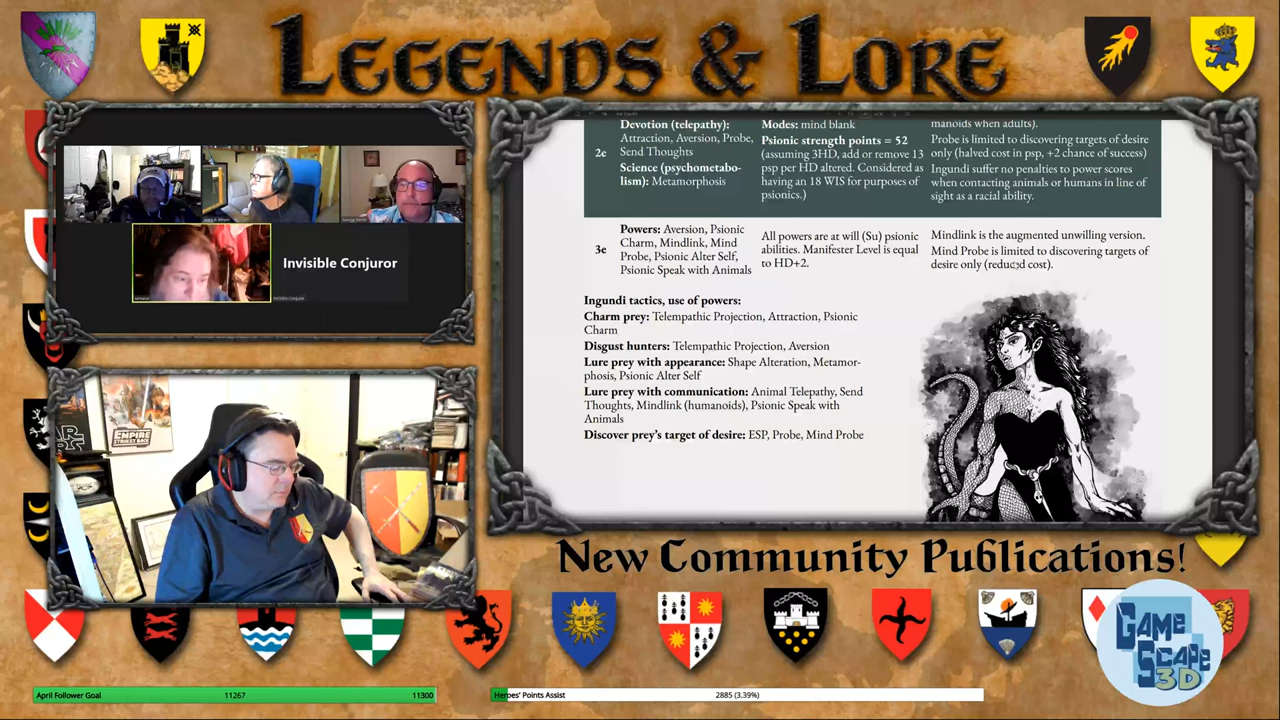 LEGENDS & LORE
Invisible Conjuror
THE EMPIRE STRIKES BACK
2e
Devotion (telepathy):
Attraction, Aversion, Probe,
Send Thoughts
Science (psychometabo-
lism): Metamorphosis
Modes: mind blank
Psionic strength points = 52
(assuming 3HD, add or remove 13
psp per HD altered. Considered as
having an 18 WIS for purposes of
psionics.)
manoids when adults).
Probe is limited to discovering targets of desire
only (halved cost in psp, +2 chance of success)
Ingundi suffer no penalties to power scores
when contacting animals or humans in line of
sight as a racial ability.
3e
Powers: Aversion, Psionic
Charm, Mindlink, Mind
Probe, Psionic Alter Self,
Psionic Speak with Animals
All powers are at will (Su) psionic
abilities. Manifester Level is equal
to HD+2.
Mindlink is the augmented unwilling version.
Mind Probe is limited to discovering targets of
desire only (reduced cost).
Ingundi tactics, use of powers:
Charm prey: Telempathic Projection, Attraction, Psionic
Charm
Disgust hunters: Telempathic Projection, Aversion
Lure prey with appearance: Shape Alteration, Metamor-
phosis, Psionic Alter Self
Lure prey with communication: Animal Telepathy, Send
Thoughts, Mindlink (humanoids), Psionic Speak with
Animals
Discover prey's target of desire: ESP, Probe, Mind Probe
New Community Publications!
GAME
SCAPE
3D
April Follower Goal 11267 11300
Heroes' Points Assist 2885 (3.39%)